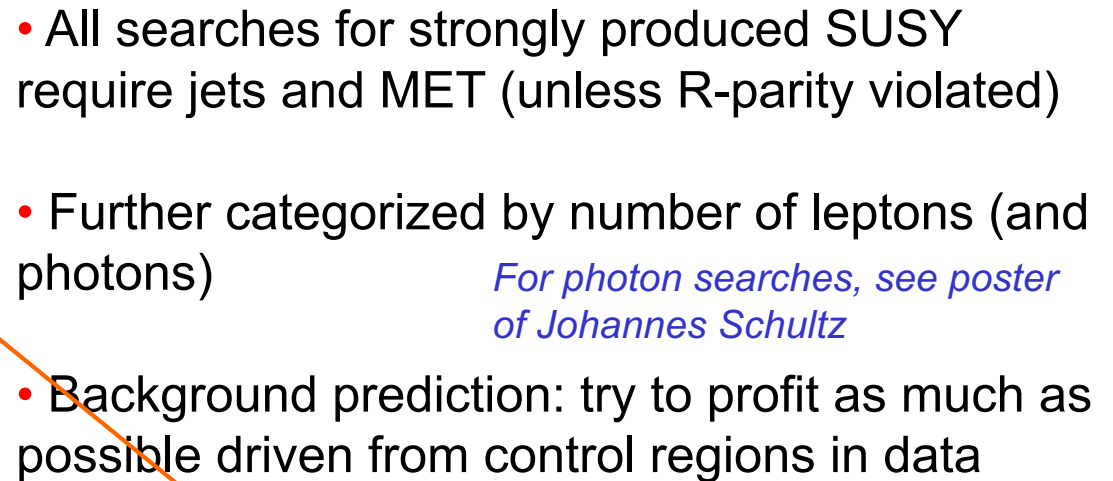 • All searches for strongly produced SUSY
require jets and MET (unless R-parity violated)
• Further categorized by number of leptons (and
photons)
For photon searches, see poster
of Johannes Schultz
• Background prediction: try to profit as much as
possible driven from control regions in data